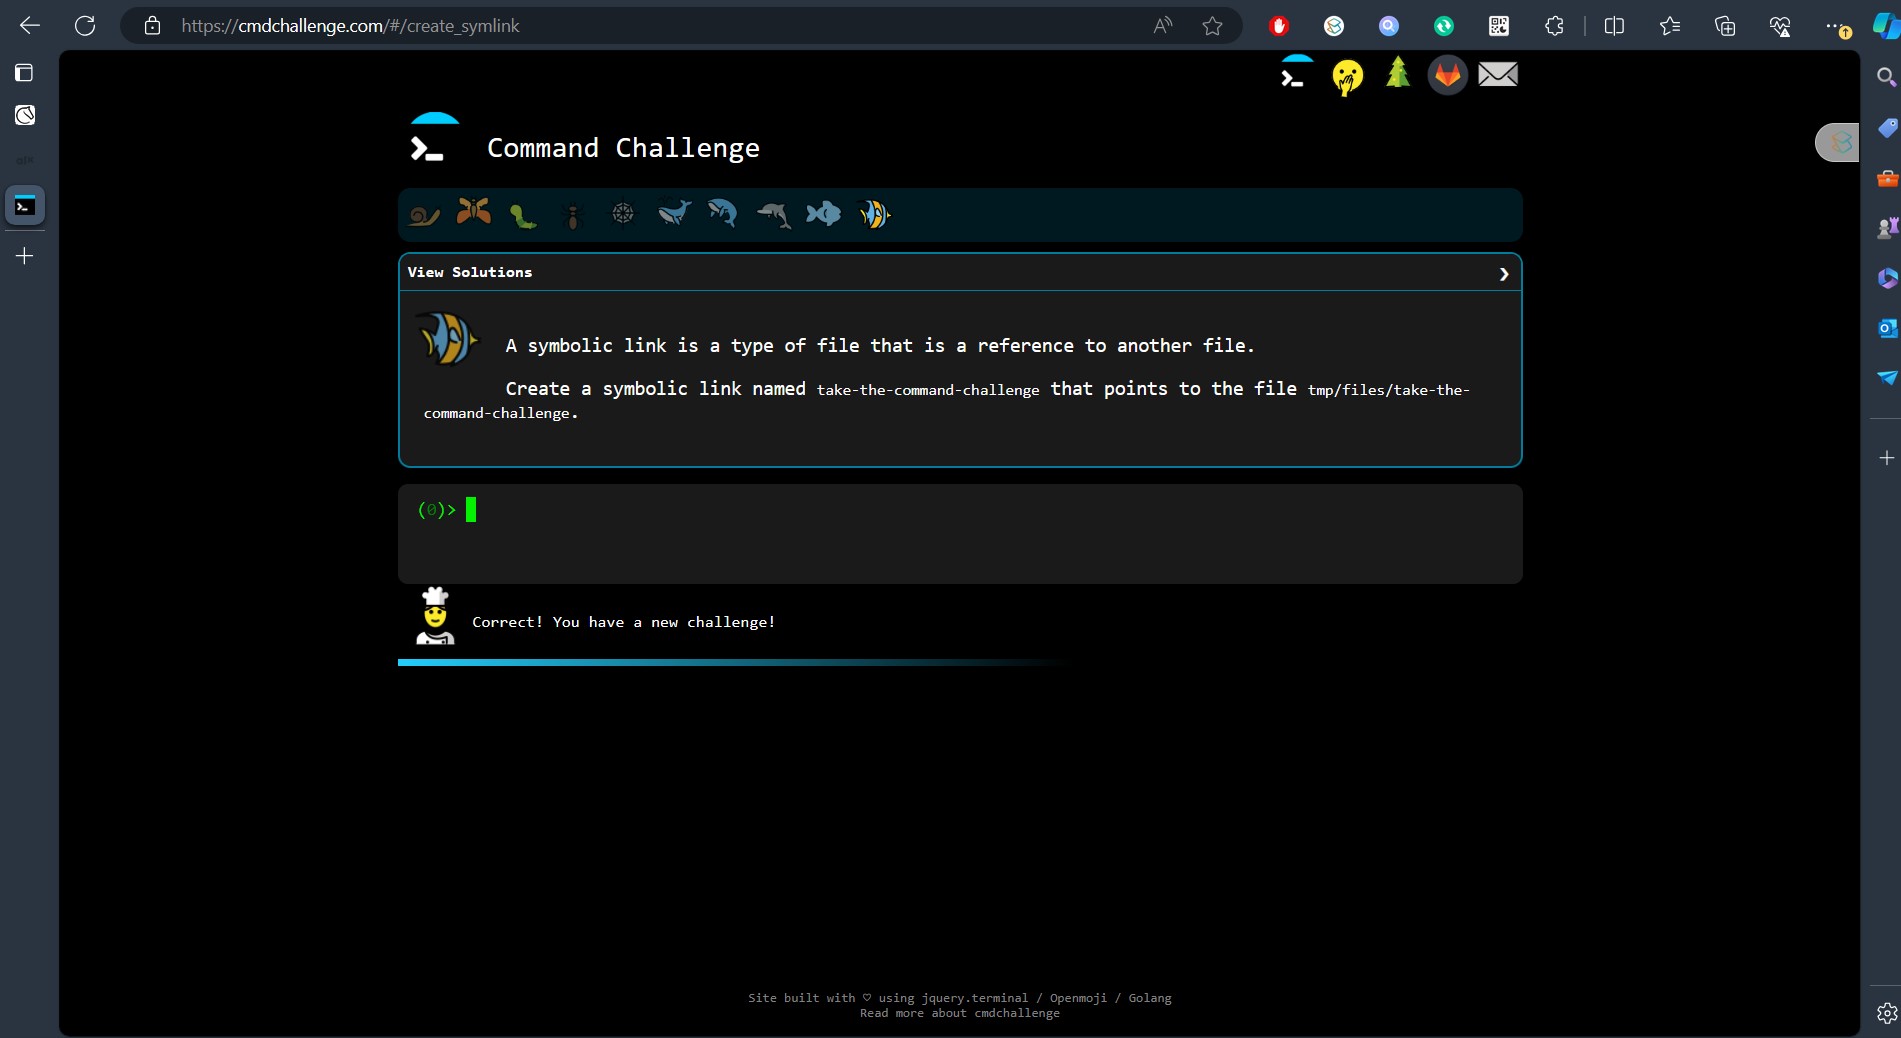 https://cmdchallenge.com/#/create_symlink
Command Challenge
View Solutions
A symbolic link is a type of file that is a reference to another file.
Create a symbolic link named take-the-command-challenge that points to the file tmp/files/take-the-
command-challenge.
(0)>
Correct! You have a new challenge!
Site built with ♡ using jquery.terminal / Openmoji / Golang
Read more about cmdchallenge